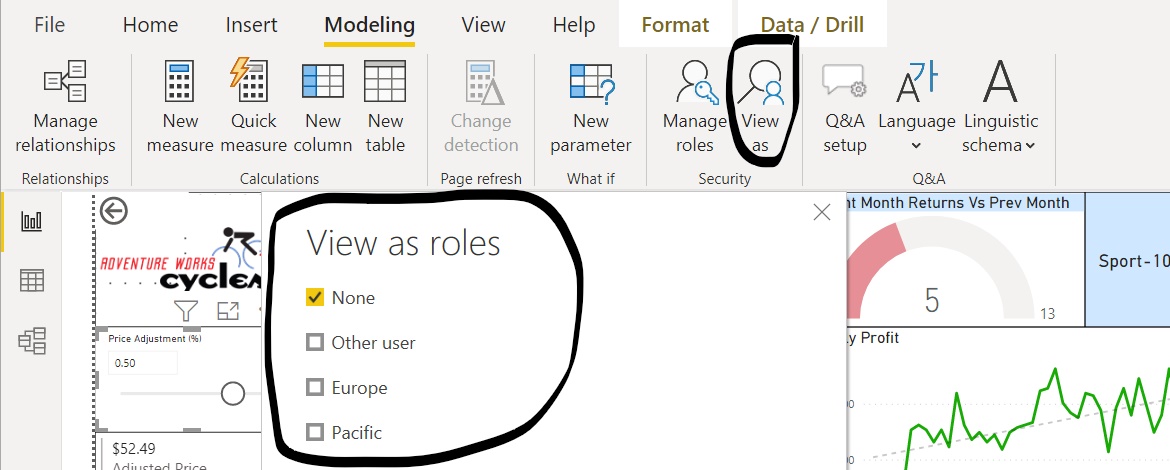 File Home Insert Modeling View Help Format Data / Drill
Manage relationships
New measure
Quick measure
New column
New table
Change detection
New parameter
Manage roles
View as
Q&A setup
Language
Linguistic schema
Relationships Calculations Page refresh What if Security Q&A
ADVENTURE WORKS
View as roles
None
Other user
Europe
Pacific
Price Adjustment (%)
0.50
$52.49
Adjusted Price
Month Returns Vs Prev Month
5
13
Sport-10
Profit